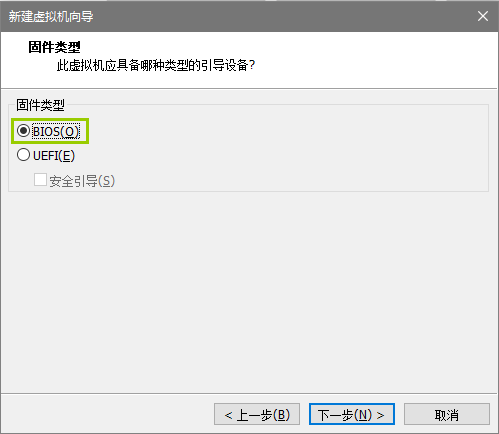 新建虚拟机向导
固件类型
此虚拟机应具备哪种类型的引导设备?
固件类型
BIOS(O)
UEFI(E)
安全引导(S)
< 上一步(B)
下一步(N) >
取消